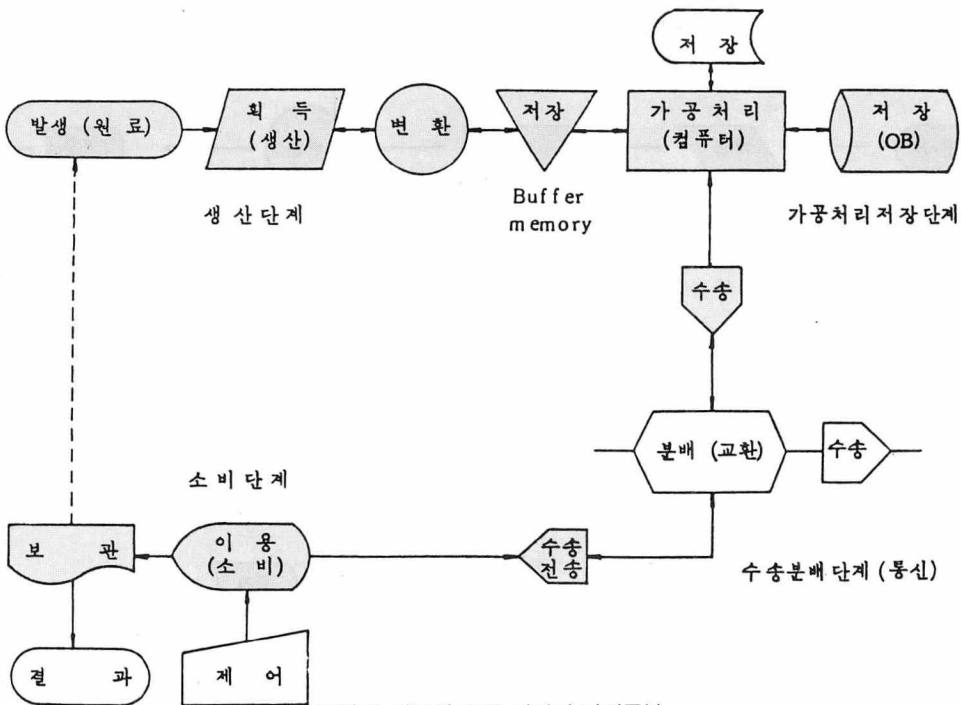 저 장
발생 (원료)
획 득
(생산)
변 환
저장
가공처리
(컴퓨터)
저 장
(OB)
Buffer
memory
생산단계
가공처리저장단계
수송
분배 (교환)
수송
소비단계
보 관
이 용
(소 비)
수송
전송
수송분배단계 (통신)
결 과
제 어